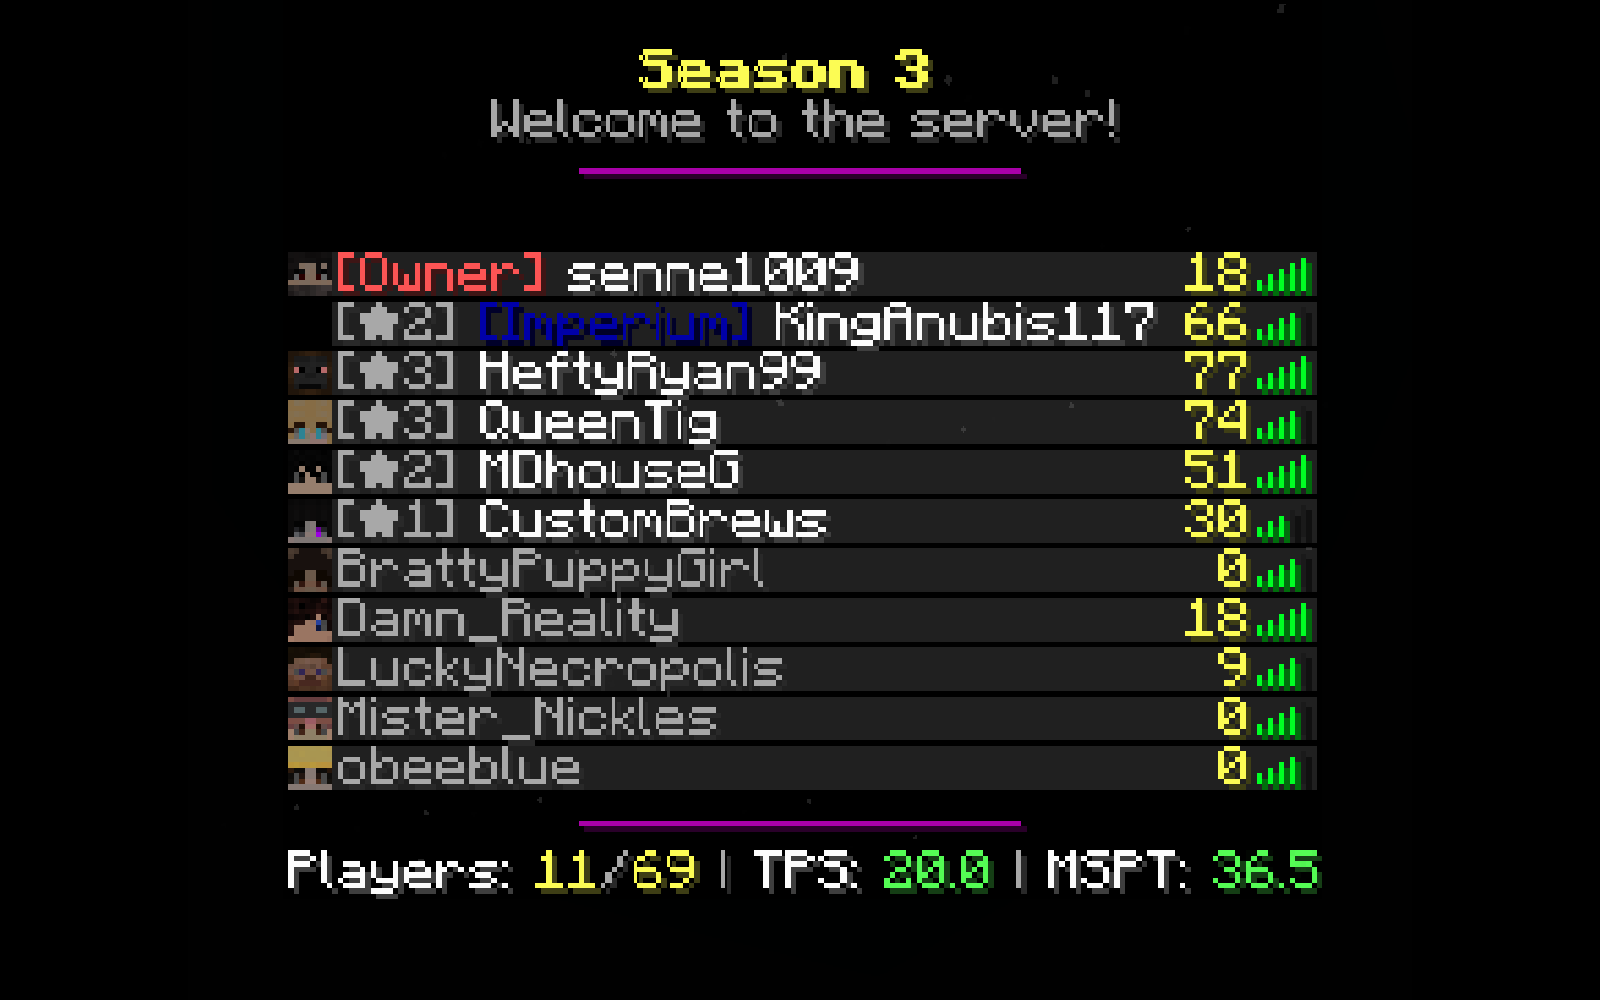 Season 3
Welcome to the server!
[Owner] senne1009 18
[★2] [Imperium] KingAnubis117 66
[★3] HeftyRyan99 77
[★3] QueenTig 74
[★2] MDhouseG 51
[★1] CustomBrews 30
BrattyPuppyGirl 0
Damn_Reality 18
LuckyNecropolis 9
Mister_Nickles 0
obeeblue 0
Players: 11/69 | TPS: 20.0 | MSPT: 36.5